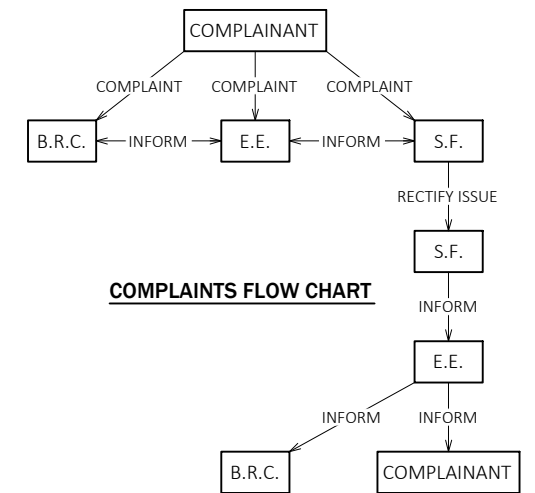 COMPLAINANT
COMPLAINT COMPLAINT COMPLAINT
B.R.C. INFORM E.E. INFORM S.F.
RECTIFY ISSUE
S.F.
COMPLAINTS FLOW CHART
INFORM
E.E.
INFORM INFORM
B.R.C. COMPLAINANT